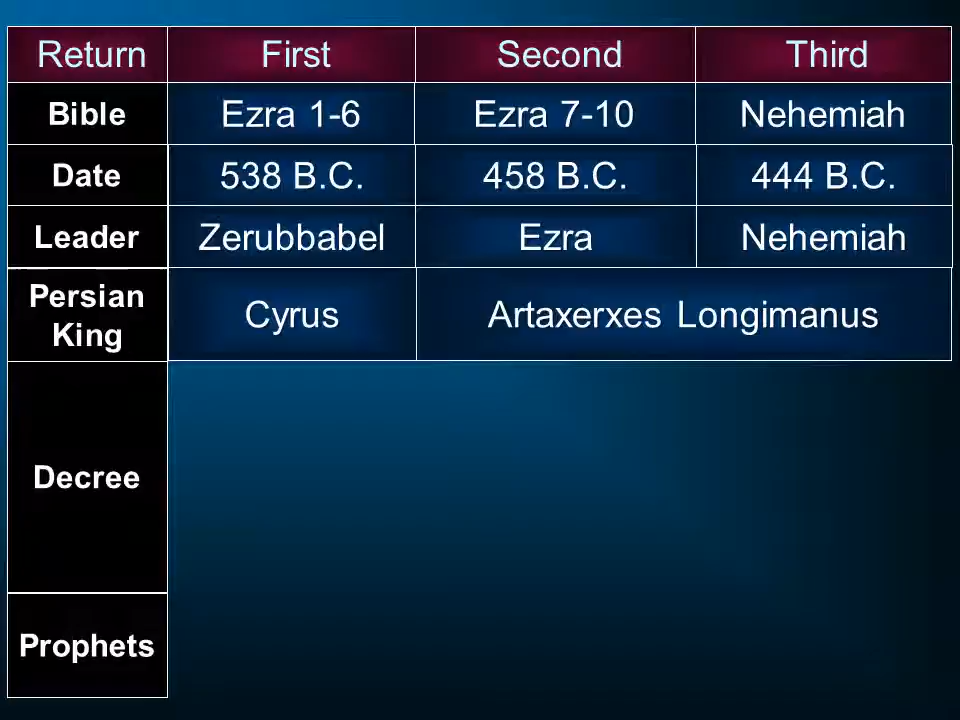 Return First Second Third
Bible Ezra 1-6 Ezra 7-10 Nehemiah
Date 538 B.C. 458 B.C. 444 B.C.
Leader Zerubbabel Ezra Nehemiah
Persian
King Cyrus Artaxerxes Longimanus
Decree
Prophets